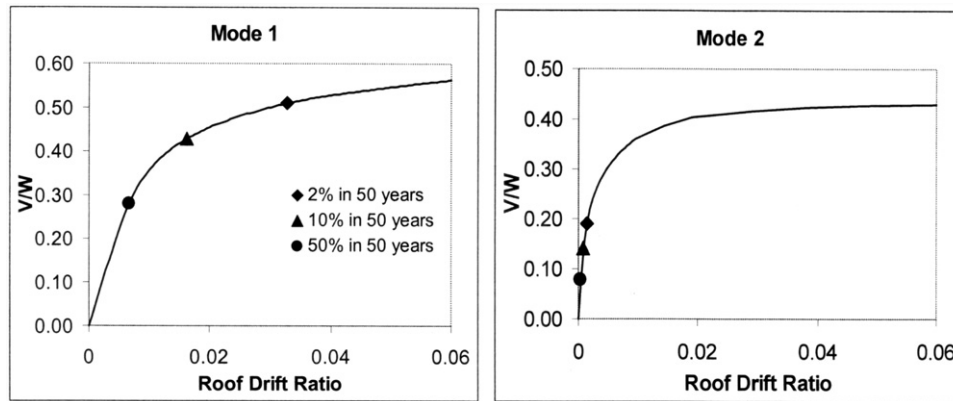 Mode 1
0.60
0.50
0.40
0.30
0.20
0.10
0.00
V/W
◆ 2% in 50 years
▲ 10% in 50 years
● 50% in 50 years
0 0.02 0.04 0.06
Roof Drift Ratio
Mode 2
0.50
0.40
0.30
0.20
0.10
0.00
V/W
0 0.02 0.04 0.06
Roof Drift Ratio